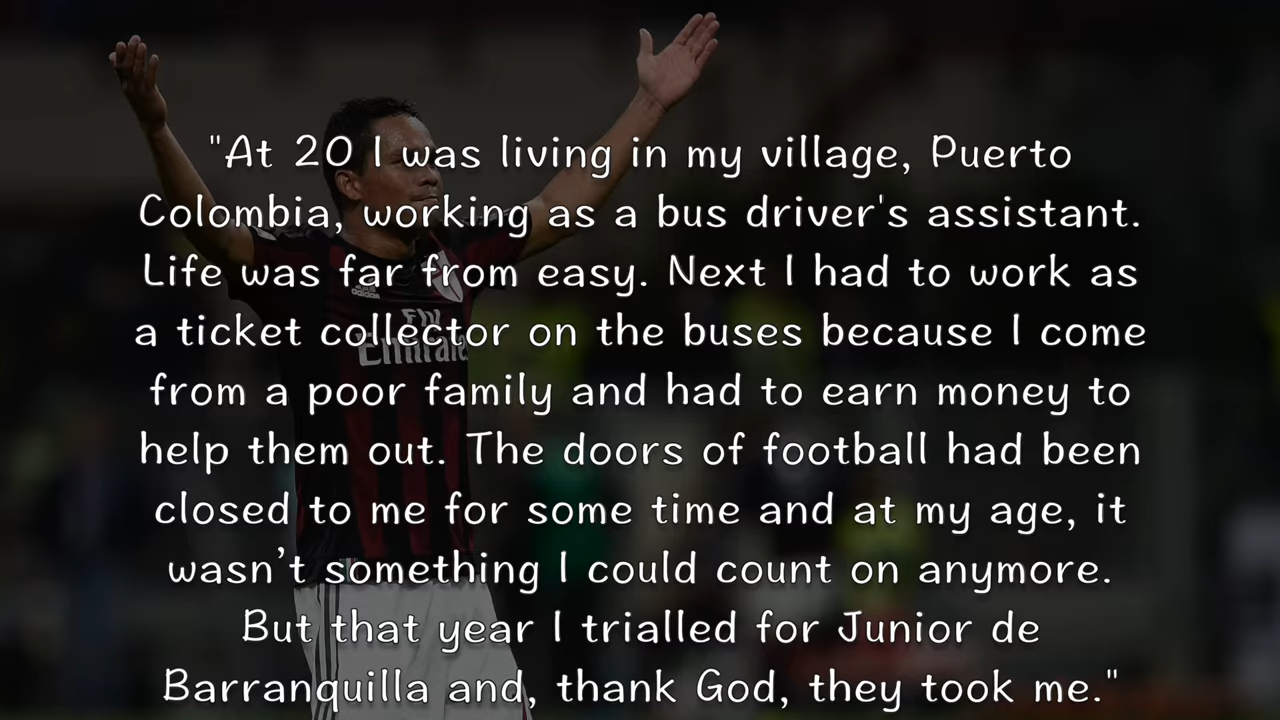 "At 20 I was living in my village, Puerto
Colombia, working as a bus driver's assistant.
Life was far from easy. Next I had to work as
a ticket collector on the buses because I come
from a poor family and had to earn money to
help them out. The doors of football had been
closed to me for some time and at my age, it
wasn’t something I could count on anymore.
But that year I trialled for Junior de
Barranquilla and, thank God, they took me."
adidas
Fly
Emirates